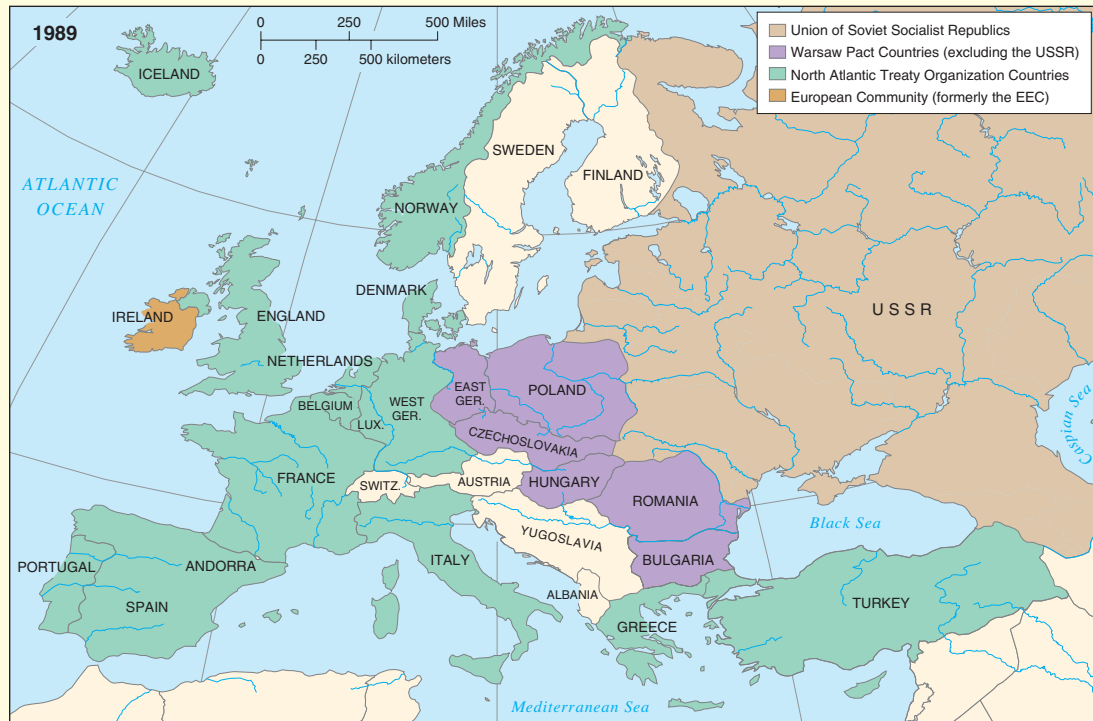 1989
0 250 500 Miles
0 250 500 kilometers
Union of Soviet Socialist Republics
Warsaw Pact Countries (excluding the USSR)
North Atlantic Treaty Organization Countries
European Community (formerly the EEC)
ICELAND
SWEDEN
FINLAND
ATLANTIC
OCEAN
NORWAY
DENMARK
IRELAND
ENGLAND
USSR
NETHERLANDS
EAST
GER.
POLAND
BELGIUM
WEST
GER.
LUX.
Caspian Sea
CZECHOSLOVAKIA
FRANCE
SWITZ.
AUSTRIA
HUNGARY
ROMANIA
Black Sea
YUGOSLAVIA
PORTUGAL
ANDORRA
ITALY
BULGARIA
SPAIN
ALBANIA
TURKEY
GREECE
Mediterranean Sea